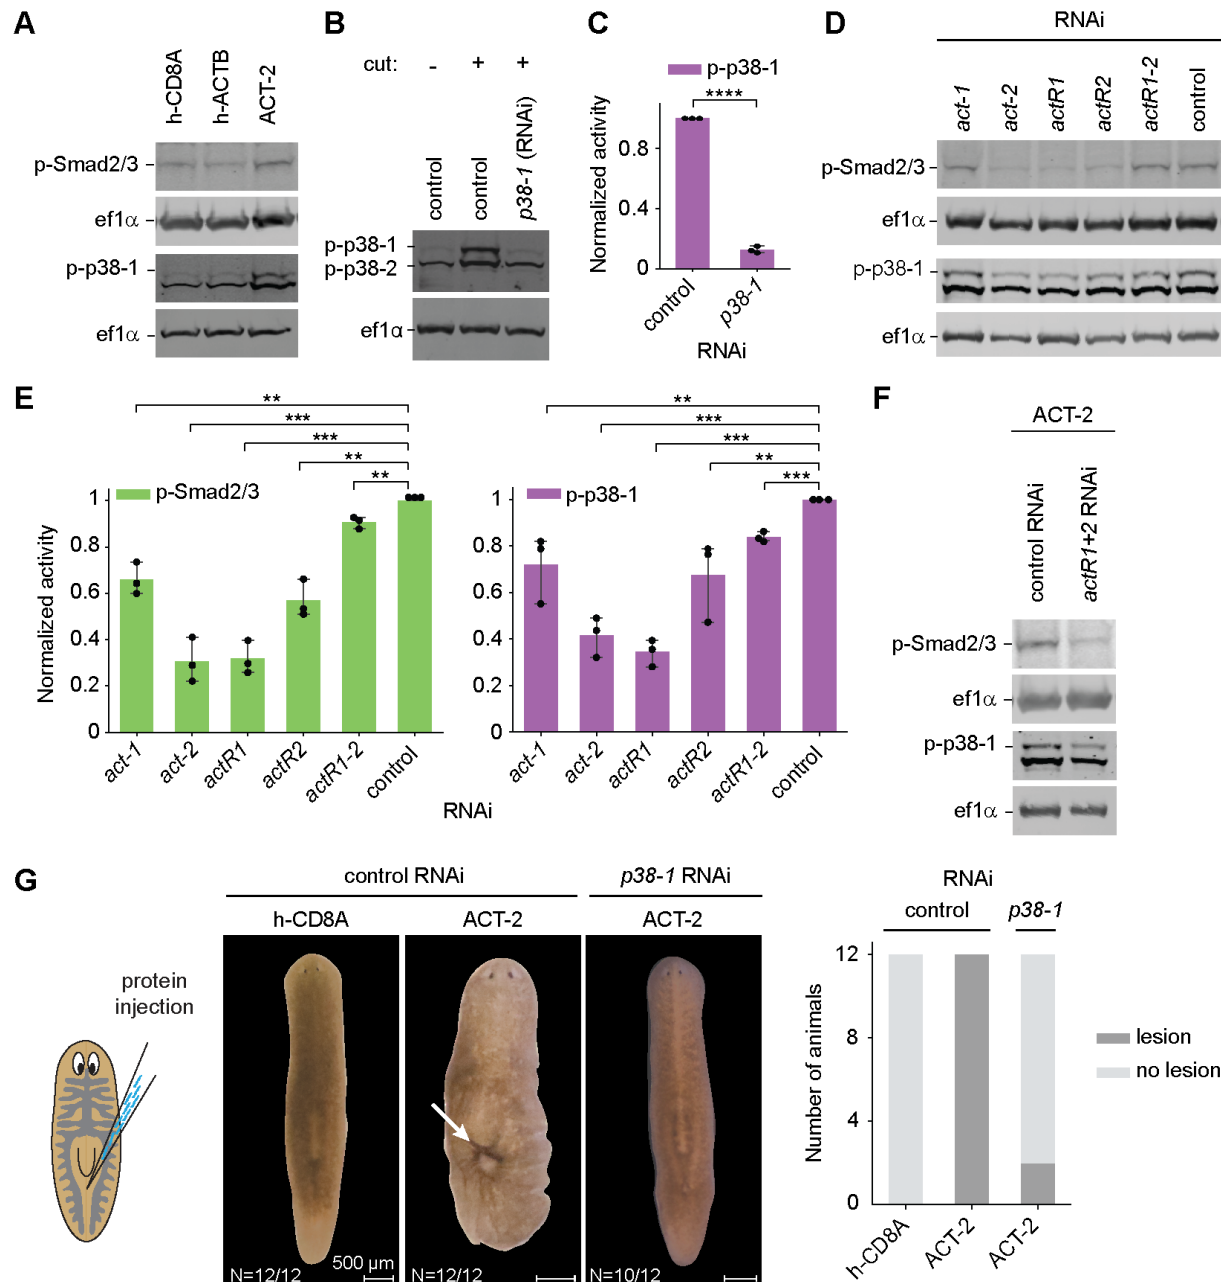 A
h-CD8A
h-ACTB
ACT-2
p-Smad2/3
ef1α
p-p38-1
ef1α
B
cut: - + +
control
control
p38-1 (RNAi)
p-p38-1
p-p38-2
ef1α
C
p-p38-1
****
Normalized activity
0.8
0.4
0
control
p38-1
RNAi
D
RNAi
act-1
act-2
actR1
actR2
actR1-2
control
p-Smad2/3
ef1α
p-p38-1
ef1α
E
**
***
***
**
**
p-Smad2/3
Normalized activity
1
0.8
0.6
0.4
0.2
0
act-1
act-2
actR1
actR2
actR1-2
control
**
***
***
**
***
p-p38-1
1
0.8
0.6
0.4
0.2
0
act-1
act-2
actR1
actR2
actR1-2
control
RNAi
F
ACT-2
control RNAi
actR1+2 RNAi
p-Smad2/3
ef1α
p-p38-1
ef1α
G
protein
injection
control RNAi
p38-1 RNAi
h-CD8A
ACT-2
ACT-2
500 µm
N=12/12
N=12/12
N=10/12
RNAi
control
p38-1
Number of animals
12
8
4
0
h-CD8A
ACT-2
ACT-2
lesion
no lesion